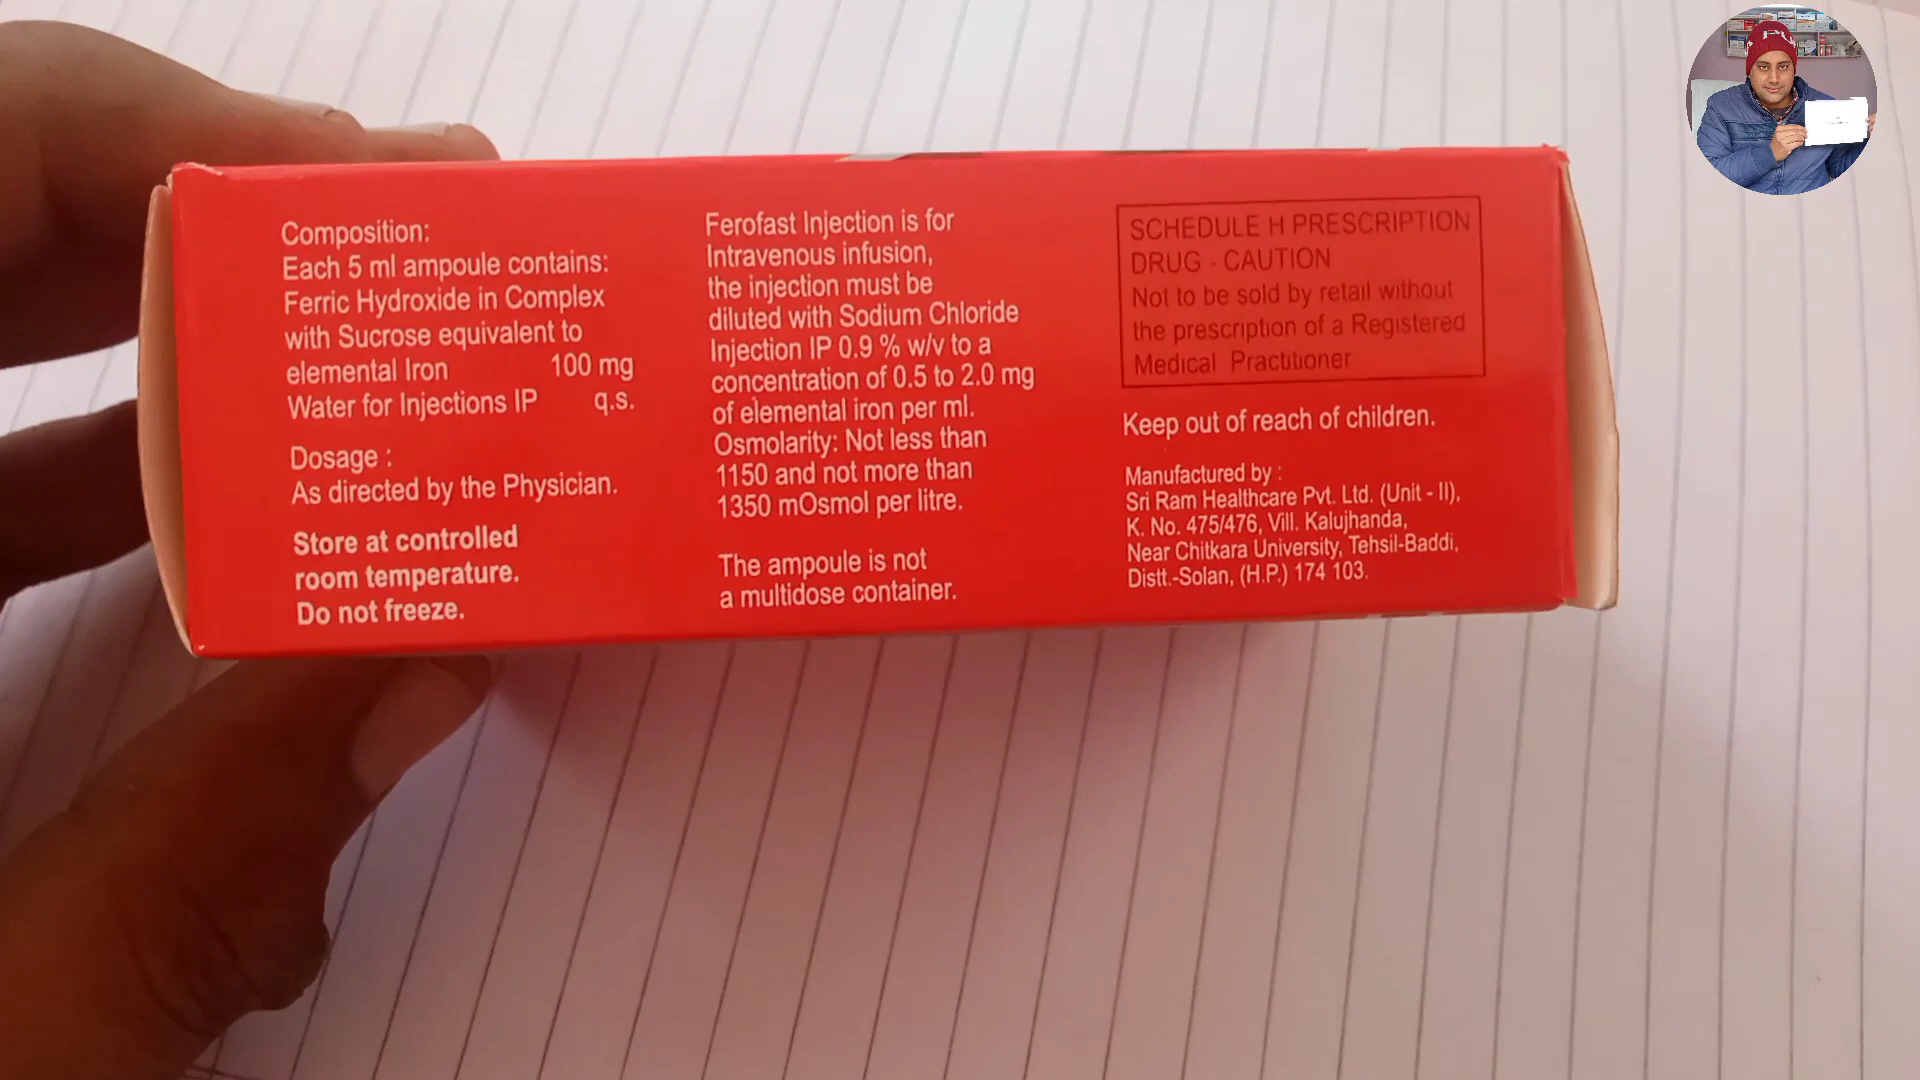 Composition:
Each 5 ml ampoule contains:
Ferric Hydroxide in Complex
with Sucrose equivalent to
elemental Iron 100 mg
Water for Injections IP q.s.
Dosage :
As directed by the Physician.
Store at controlled
room temperature.
Do not freeze.
Ferofast Injection is for
Intravenous infusion,
the injection must be
diluted with Sodium Chloride
Injection IP 0.9 % w/v to a
concentration of 0.5 to 2.0 mg
of elemental iron per ml.
Osmolarity: Not less than
1150 and not more than
1350 mOsmol per litre.
The ampoule is not
a multidose container.
SCHEDULE H PRESCRIPTION
DRUG - CAUTION
Not to be sold by retail without
the prescription of a Registered
Medical Practitioner
Keep out of reach of children.
Manufactured by :
Sri Ram Healthcare Pvt. Ltd. (Unit - II),
K. No. 475/476, Vill. Kalujhanda,
Near Chitkara University, Tehsil-Baddi,
Distt.-Solan, (H.P.) 174 103.